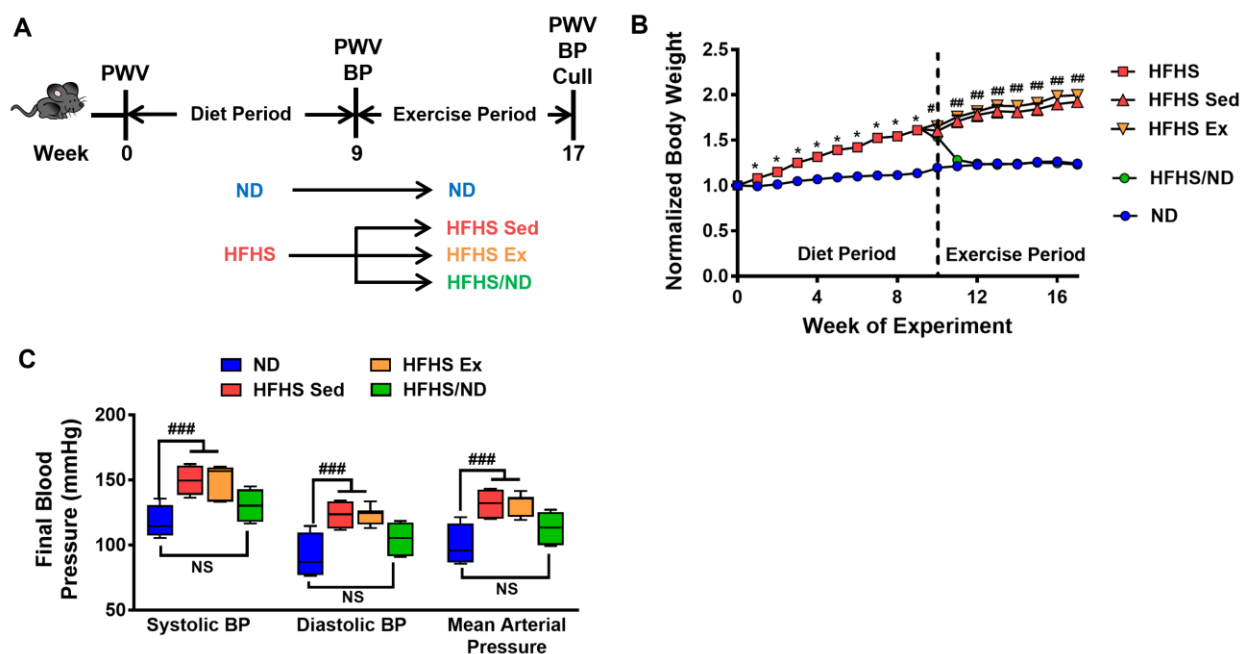 A
PWV
PWV
BP
PWV
BP
Cull
Diet Period
Exercise Period
Week
0
9
17
ND
ND
HFHS
HFHS Sed
HFHS Ex
HFHS/ND
B
Normalized Body Weight
2.5
2.0
1.5
1.0
0.5
0.0
* * * * * * * * * # ## ## ## ## ## ## ##
Diet Period
Exercise Period
0 4 8 12 16
Week of Experiment
HFHS
HFHS Sed
HFHS Ex
HFHS/ND
ND
C
ND
HFHS Sed
HFHS Ex
HFHS/ND
Final Blood
Pressure (mmHg)
200
150
100
50
###
###
###
NS
NS
NS
Systolic BP
Diastolic BP
Mean Arterial
Pressure